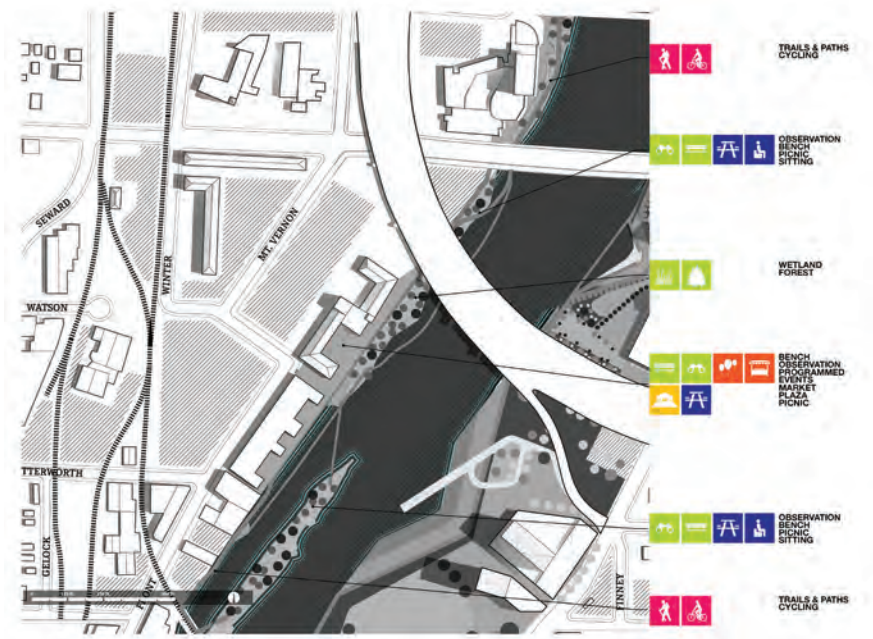 TRAILS & PATHS
CYCLING
OBSERVATION
BENCH
PICNIC
SITTING
SEWARD
MT. VERNON
WINTER
WETLAND
FOREST
WATSON
BENCH
OBSERVATION
PROGRAMMED
EVENTS
MARKET
PLAZA
PICNIC
TTERWORTH
OBSERVATION
BENCH
PICNIC
SITTING
GELOCK
TRAILS & PATHS
CYCLING